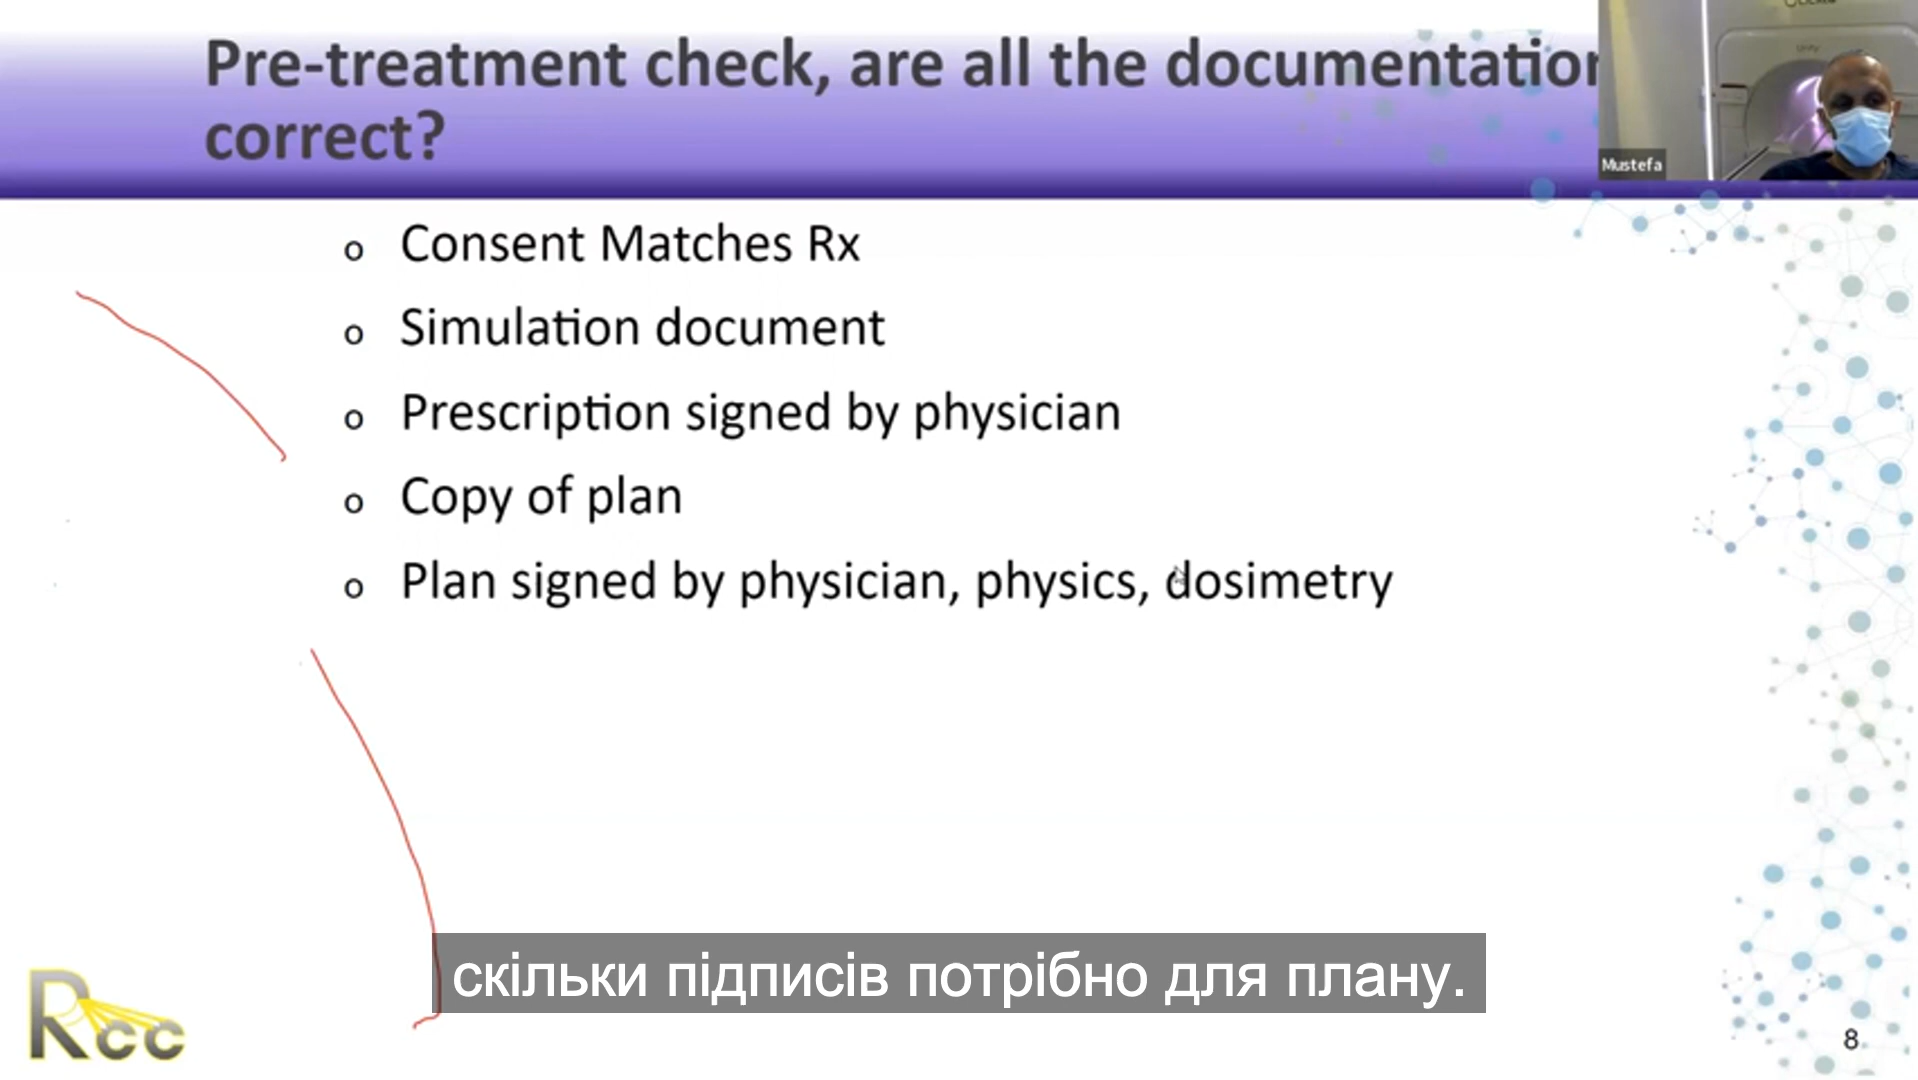 Pre-treatment check, are all the documentation
correct?
Mustefa
o Consent Matches Rx
o Simulation document
o Prescription signed by physician
o Copy of plan
o Plan signed by physician, physics, dosimetry
скільки підписів потрібно для плану.
Rcc
8